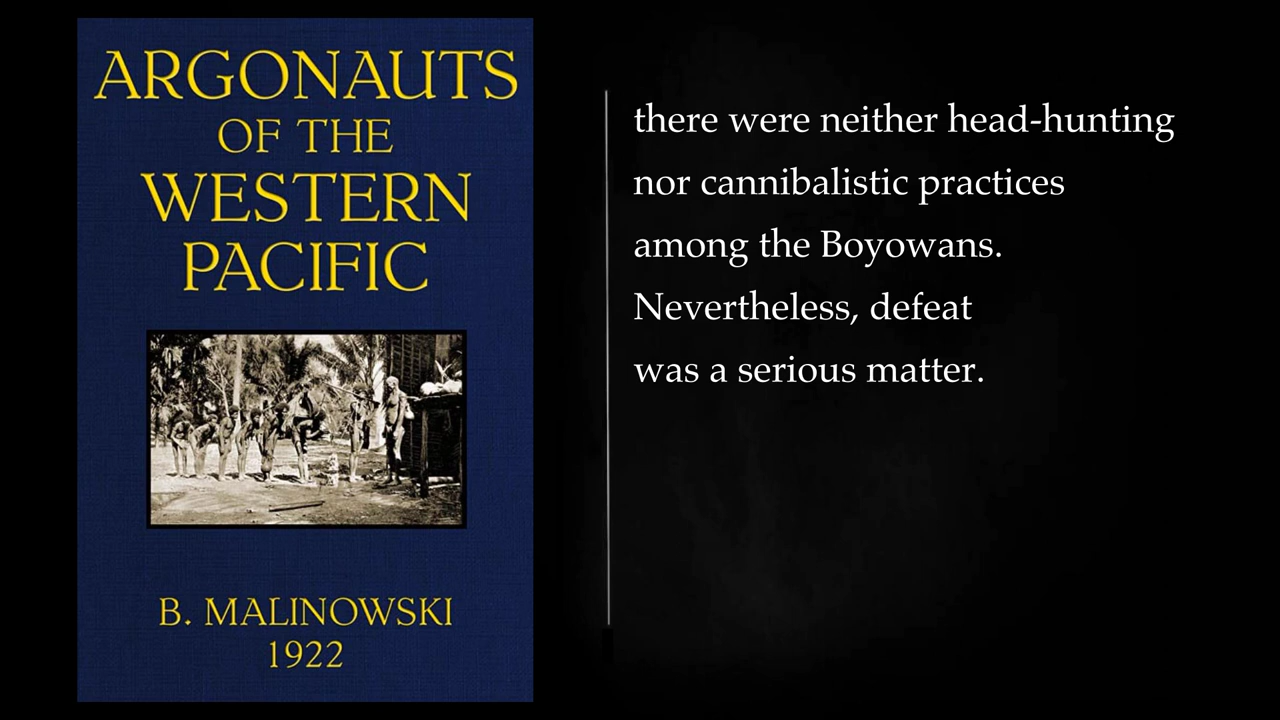 ARGONAUTS
OF THE
WESTERN
PACIFIC
B. MALINOWSKI
1922
there were neither head-hunting
nor cannibalistic practices
among the Boyowans.
Nevertheless, defeat
was a serious matter.